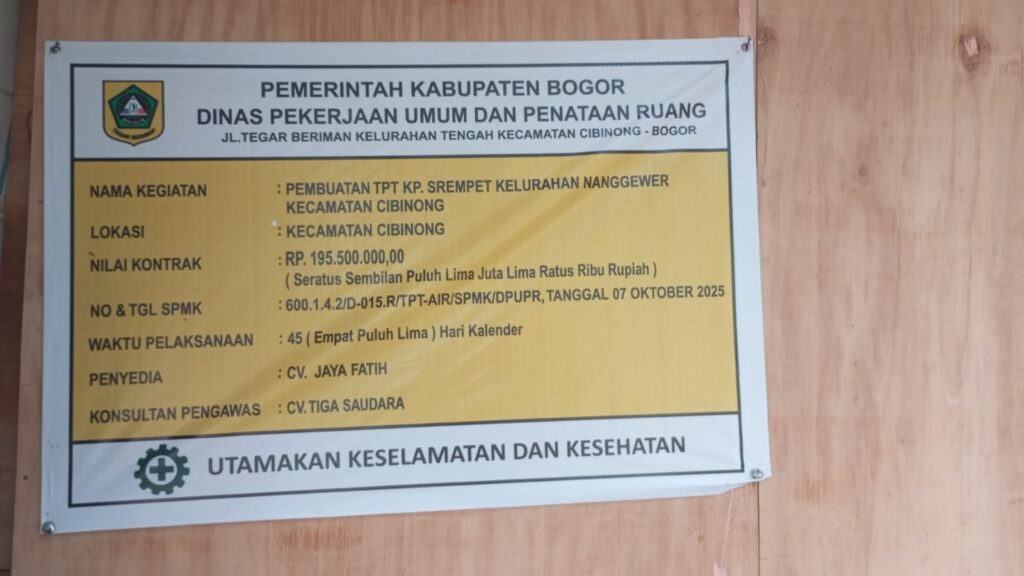 PEMERINTAH KABUPATEN BOGOR
DINAS PEKERJAAN UMUM DAN PENATAAN RUANG
JL.TEGAR BERIMAN KELURAHAN TENGAH KECAMATAN CIBINONG - BOGOR
TEGAR BERIMAN
NAMA KEGIATAN : PEMBUATAN TPT KP. SREMPET KELURAHAN NANGGEWER
KECAMATAN CIBINONG
LOKASI : KECAMATAN CIBINONG
NILAI KONTRAK : RP. 195.500.000,00
( Seratus Sembilan Puluh Lima Juta Lima Ratus Ribu Rupiah )
NO & TGL SPMK : 600.1.4.2/D-015.R/TPT-AIR/SPMK/DPUPR, TANGGAL 07 OKTOBER 2025
WAKTU PELAKSANAAN : 45 ( Empat Puluh Lima ) Hari Kalender
PENYEDIA : CV. JAYA FATIH
KONSULTAN PENGAWAS : CV. TIGA SAUDARA
UTAMAKAN KESELAMATAN DAN KESEHATAN